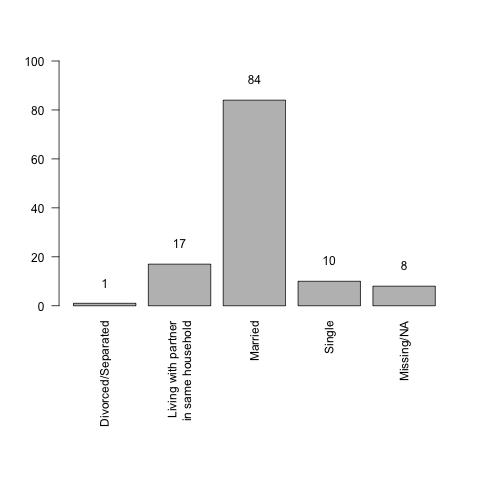 100
80
60
40
20
0
1
17
84
10
8
Divorced/Separated
Living with partner
in same household
Married
Single
Missing/NA